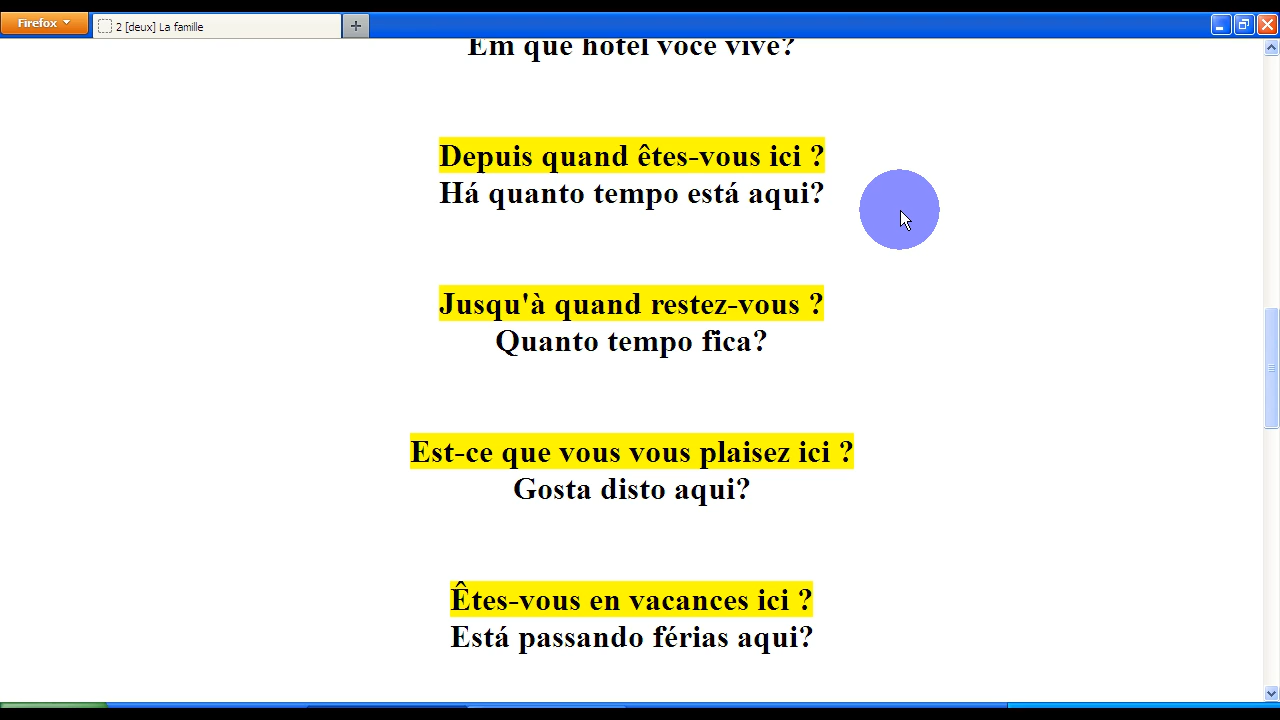 Firefox
2 [deux] La famille
Em que hotel você vive?
Depuis quand êtes-vous ici ?
Há quanto tempo está aqui?
Jusqu'à quand restez-vous ?
Quanto tempo fica?
Est-ce que vous vous plaisez ici ?
Gosta disto aqui?
Êtes-vous en vacances ici ?
Está passando férias aqui?